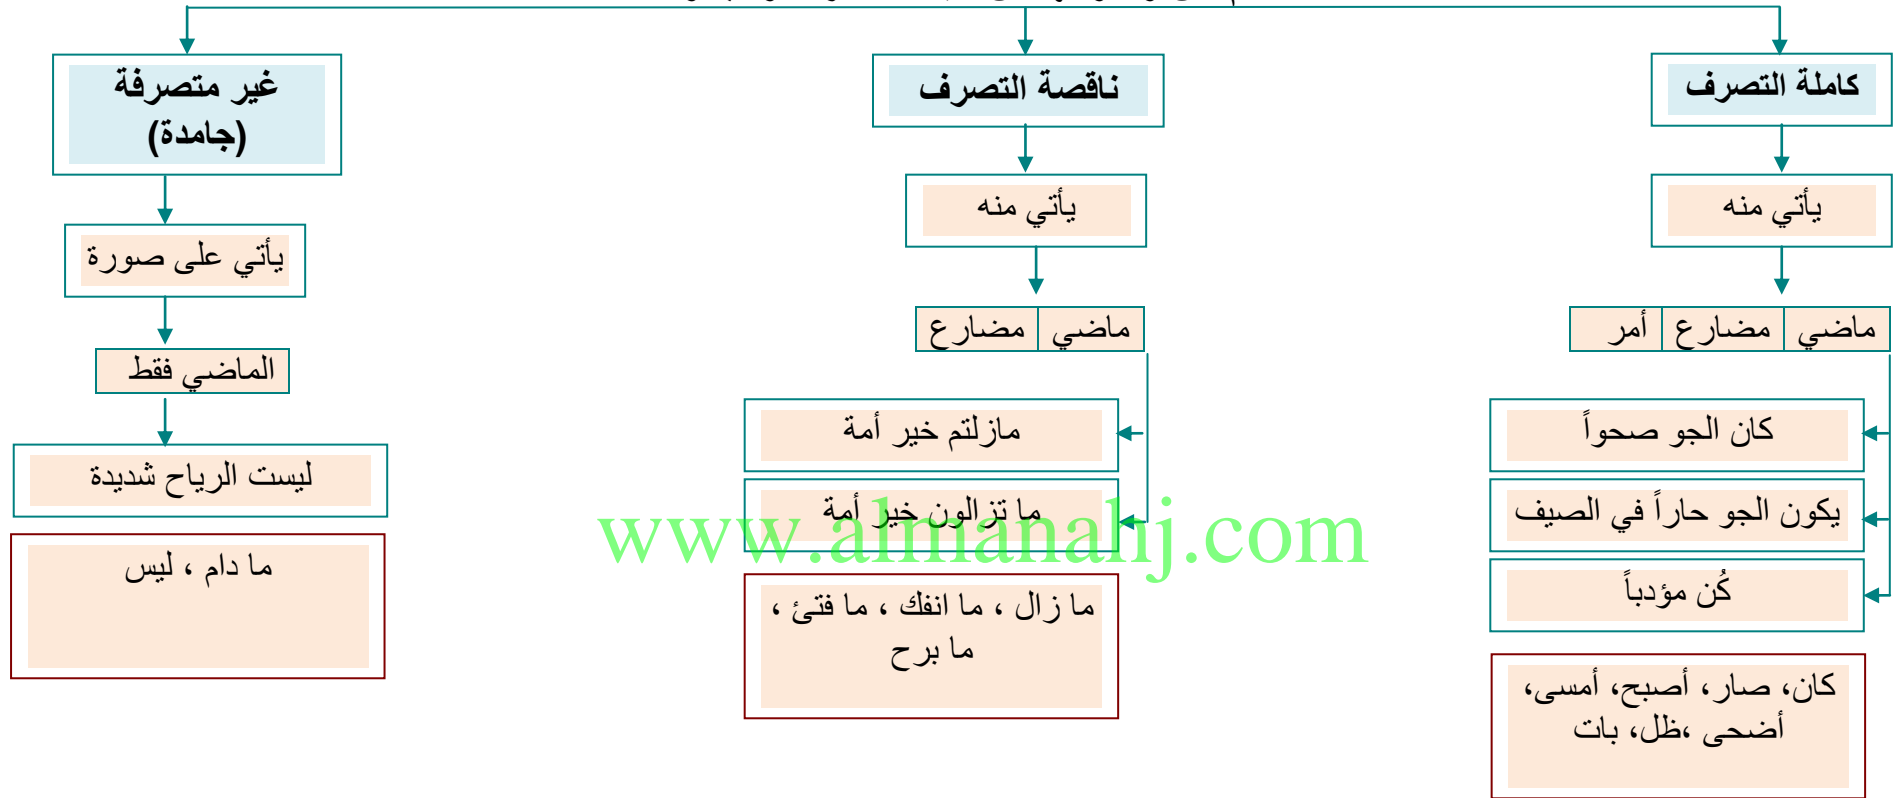 كاملة التصرف
يأتي منه
ماضي مضارع أمر
كان الجو صحواً
يكون الجو حاراً في الصيف
كُن مؤدباً
كان، صار، أصبح، أمسى،
أضحى ،ظل، بات
ناقصة التصرف
يأتي منه
ماضي مضارع
مازلتم خير أمة
ما تزالون خير أمة
ما زال ، ما انفك ، ما فتئ ،
ما برح
غير متصرفة
(جامدة)
يأتي على صورة
الماضي فقط
ليست الرياح شديدة
ما دام ، ليس
www.almanahj.com